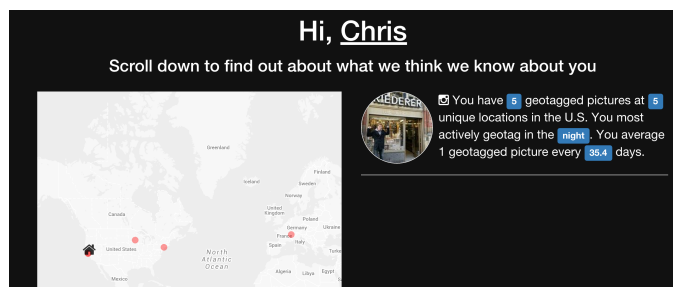 Hi, Chris
Scroll down to find out about what we think we know about you
EDERER
You have 5 geotagged pictures at 5
unique locations in the U.S. You most
actively geotag in the night. You average
1 geotagged picture every 35.4 days.
Greenland
Iceland
Finland
Sweden
Norway
United
Kingdom
Poland
Germany
Ukraine
France
Italy
Spain
Turke
Canada
United States
North
Atlantic
Ocean
Mexico
Algeria
Libya
Egypt